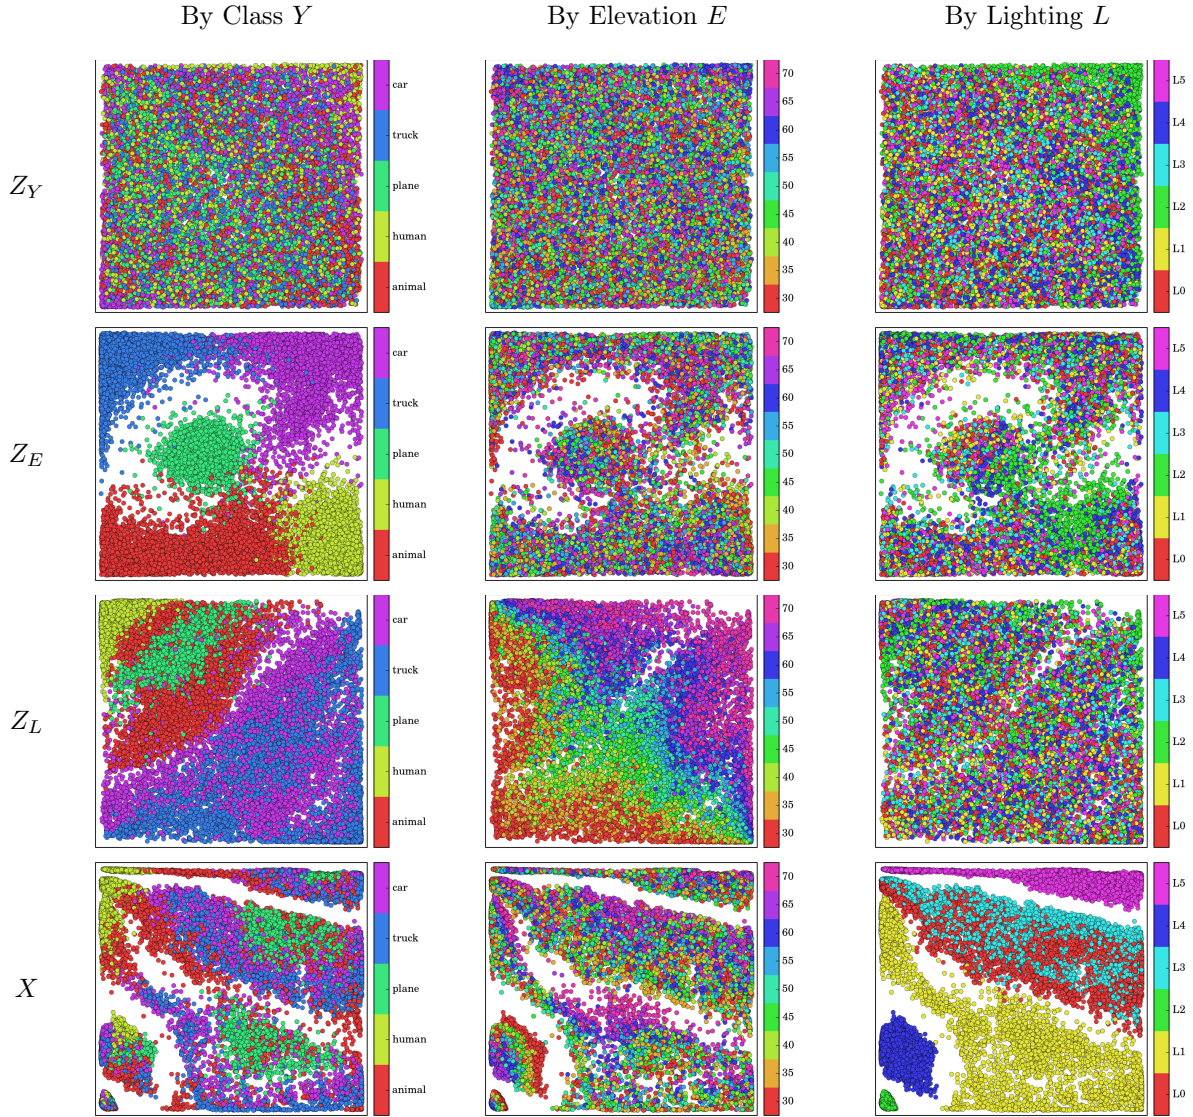 By Class Y
By Elevation E
By Lighting L
Z_Y
car
truck
plane
human
animal
70
65
60
55
50
45
40
35
30
L5
L4
L3
L2
L1
L0
Z_E
car
truck
plane
human
animal
70
65
60
55
50
45
40
35
30
L5
L4
L3
L2
L1
L0
Z_L
car
truck
plane
human
animal
70
65
60
55
50
45
40
35
30
L5
L4
L3
L2
L1
L0
X
car
truck
plane
human
animal
70
65
60
55
50
45
40
35
30
L5
L4
L3
L2
L1
L0